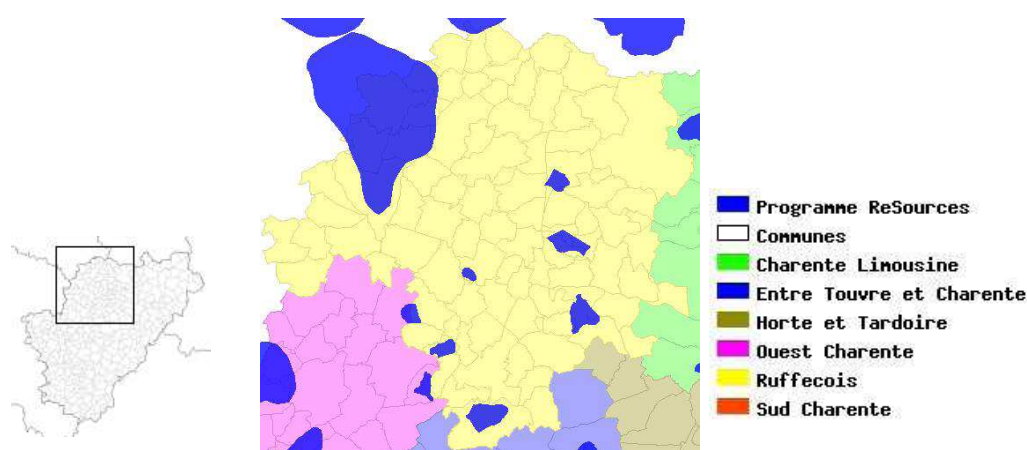 Programme ReSources
Communes
Charente Limousine
Entre Touvre et Charente
Horte et Tardoire
Ouest Charente
Ruffecois
Sud Charente